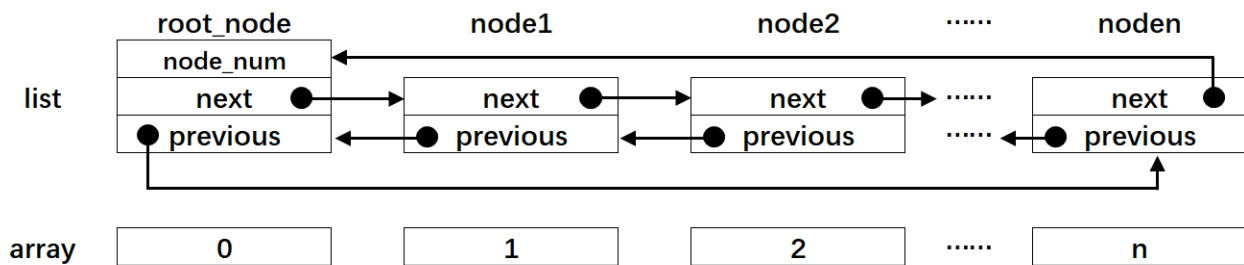 root_node node1 node2 ······ noden
node_num
list next next next ······ next
previous previous previous ······ previous
array 0 1 2 ······ n